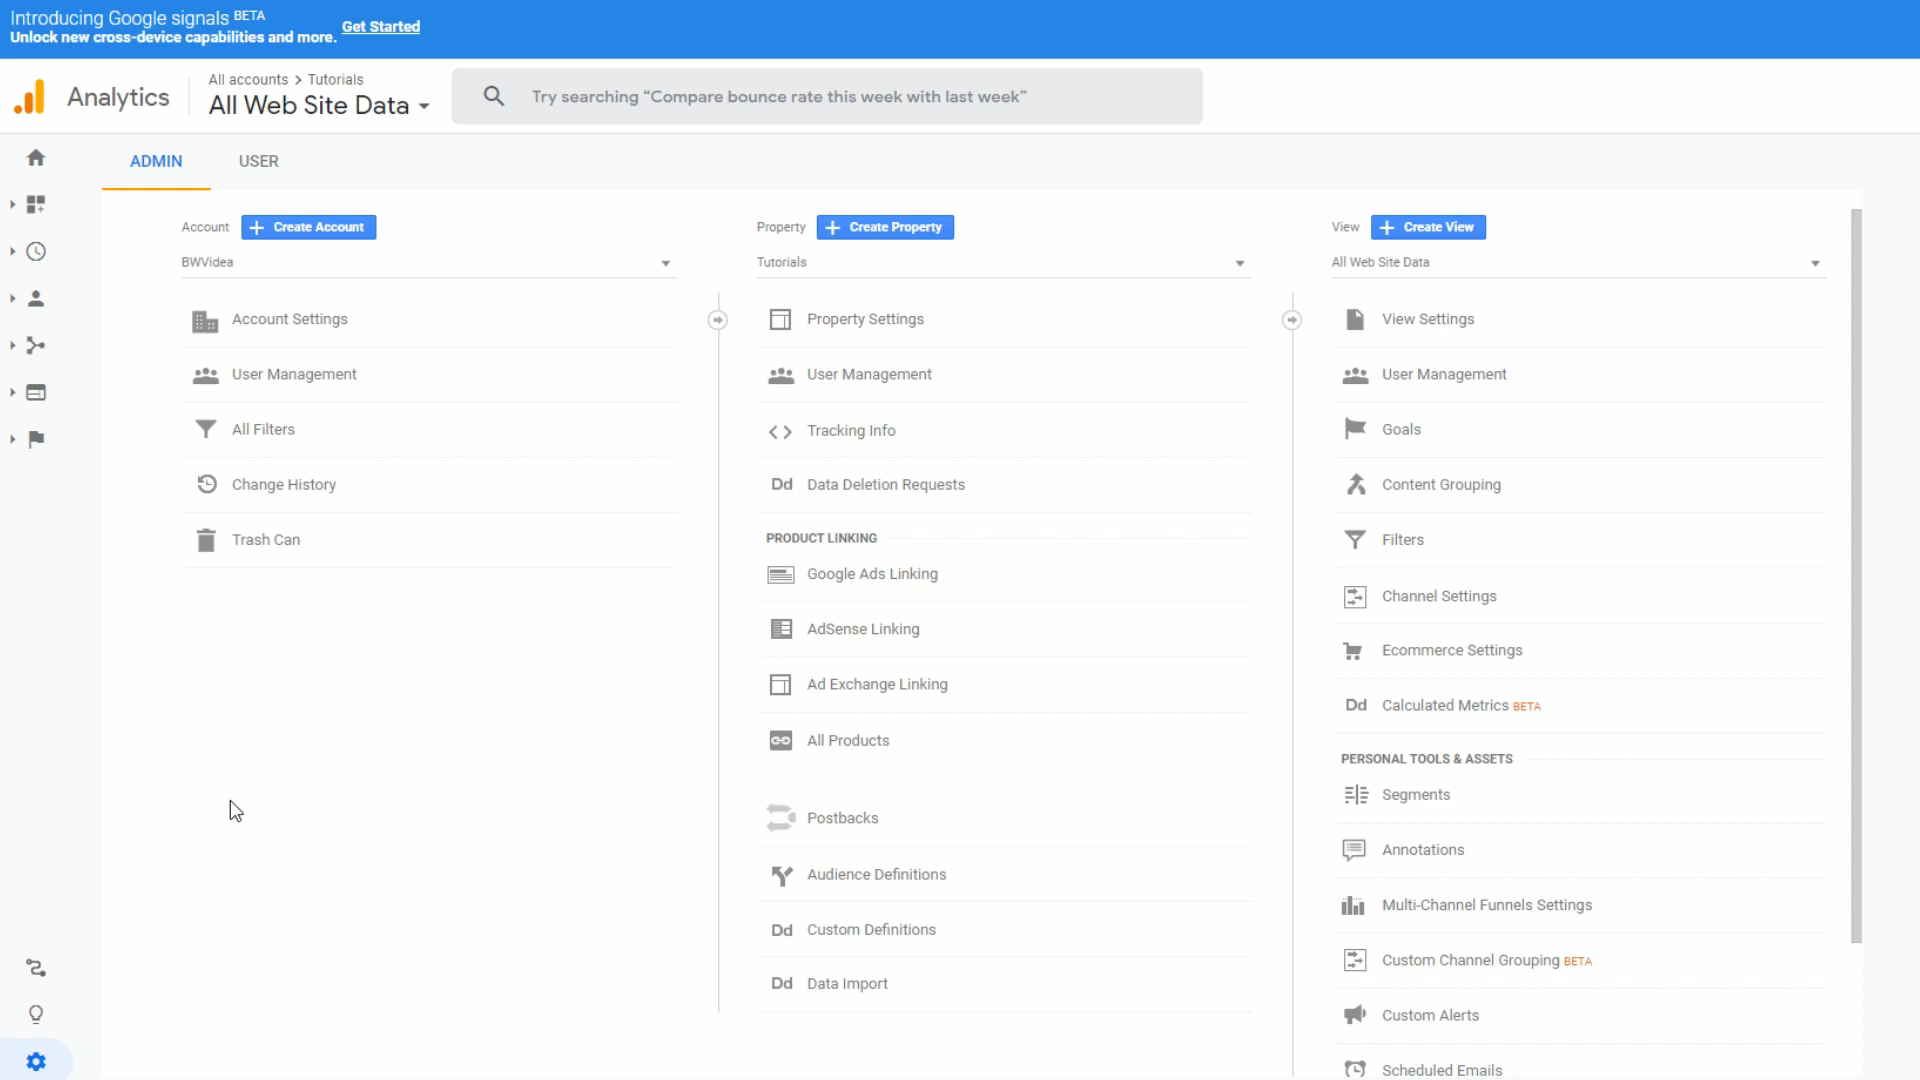 Introducing Google signals BETA
Unlock new cross-device capabilities and more.
Get Started
Analytics
All accounts > Tutorials
All Web Site Data
Try searching “Compare bounce rate this week with last week”
ADMIN
USER
Account
+ Create Account
BWVidea
Account Settings
User Management
All Filters
Change History
Trash Can
Property
+ Create Property
Tutorials
Property Settings
User Management
Tracking Info
Dd Data Deletion Requests
PRODUCT LINKING
Google Ads Linking
AdSense Linking
Ad Exchange Linking
All Products
Postbacks
Audience Definitions
Dd Custom Definitions
Dd Data Import
View
+ Create View
All Web Site Data
View Settings
User Management
Goals
Content Grouping
Filters
Channel Settings
Ecommerce Settings
Dd Calculated Metrics BETA
PERSONAL TOOLS & ASSETS
Segments
Annotations
Multi-Channel Funnels Settings
Custom Channel Grouping BETA
Custom Alerts
Scheduled Emails